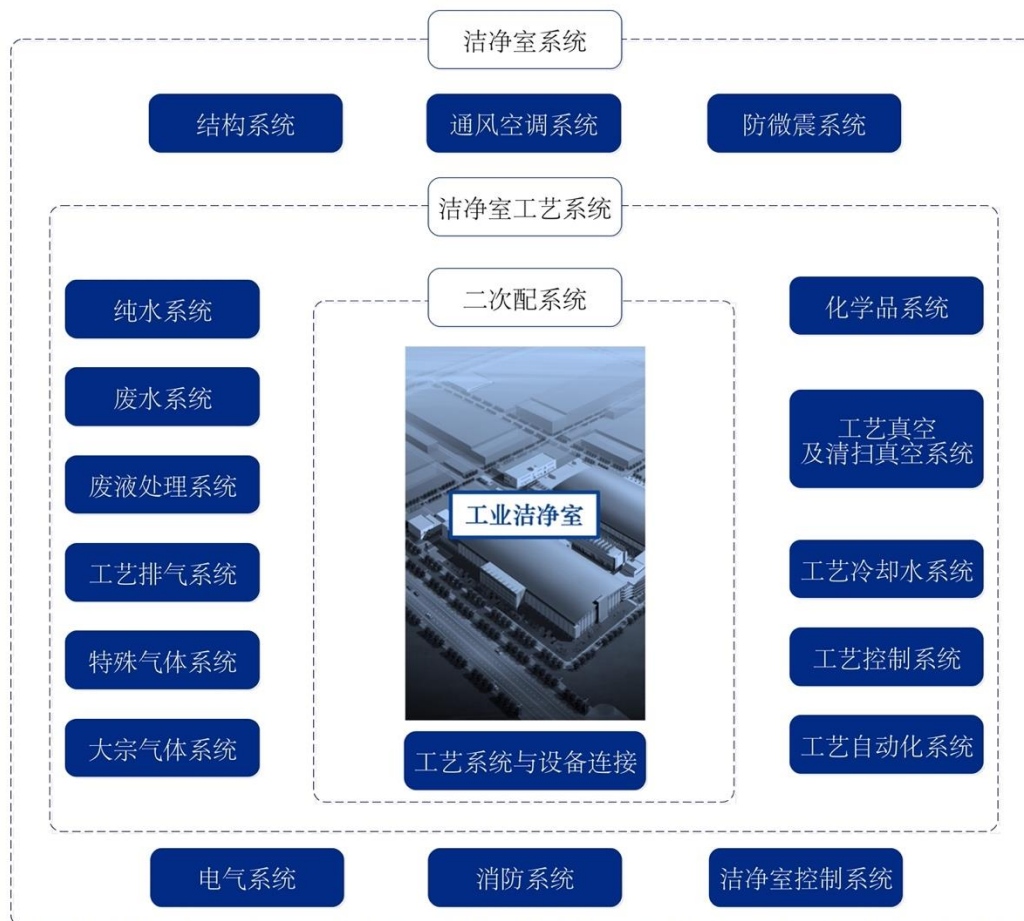 洁净室系统
结构系统
通风空调系统
防微震系统
洁净室工艺系统
二次配系统
纯水系统
废水系统
废液处理系统
工艺排气系统
特殊气体系统
大宗气体系统
工业洁净室
工艺系统与设备连接
化学品系统
工艺真空
及清扫真空系统
工艺冷却水系统
工艺控制系统
工艺自动化系统
电气系统
消防系统
洁净室控制系统